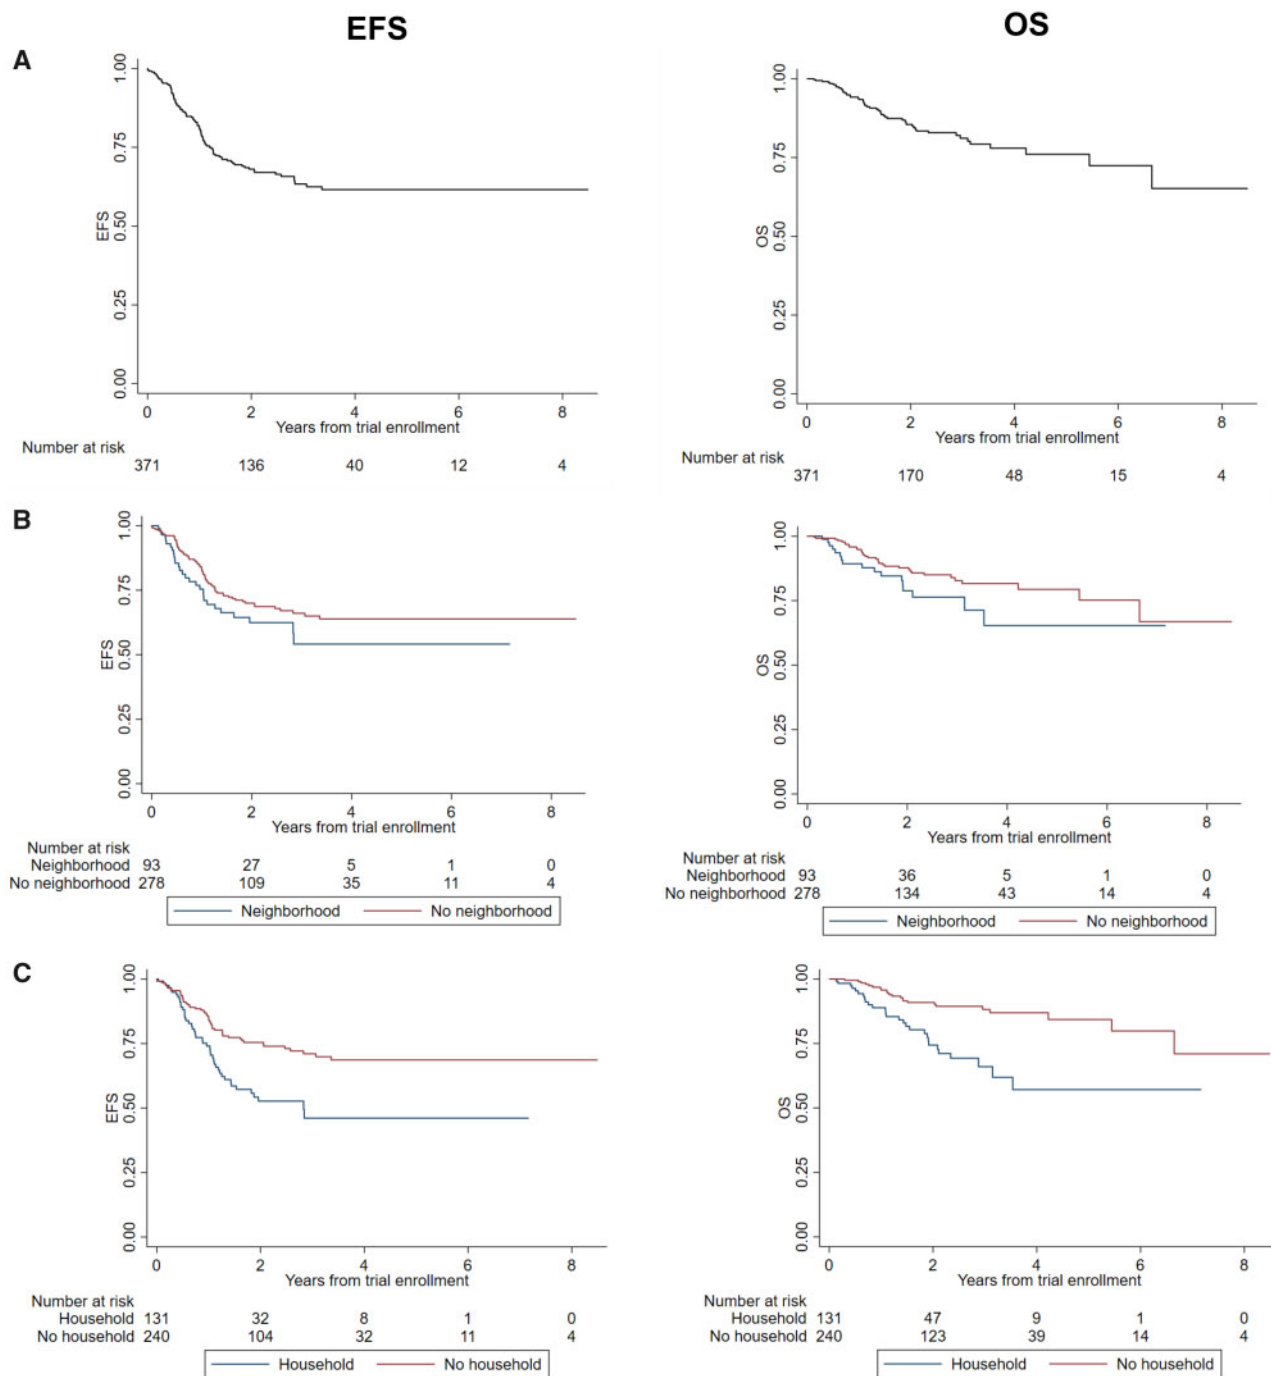 EFS
OS
A
1.00
0.75
0.50
0.25
0.00
EFS
0 2 4 6 8
Years from trial enrollment
Number at risk
371 136 40 12 4
1.00
0.75
0.50
0.25
0.00
OS
0 2 4 6 8
Years from trial enrollment
Number at risk
371 170 48 15 4
B
1.00
0.75
0.50
0.25
0.00
EFS
0 2 4 6 8
Years from trial enrollment
Number at risk
Neighborhood 93 27 5 1 0
No neighborhood 278 109 35 11 4
Neighborhood No neighborhood
1.00
0.75
0.50
0.25
0.00
OS
0 2 4 6 8
Years from trial enrollment
Number at risk
Neighborhood 93 36 5 1 0
No neighborhood 278 134 43 14 4
Neighborhood No neighborhood
C
1.00
0.75
0.50
0.25
0.00
EFS
0 2 4 6 8
Years from trial enrollment
Number at risk
Household 131 32 8 1 0
No household 240 104 32 11 4
Household No household
1.00
0.75
0.50
0.25
0.00
OS
0 2 4 6 8
Years from trial enrollment
Number at risk
Household 131 47 9 1 0
No household 240 123 39 14 4
Household No household